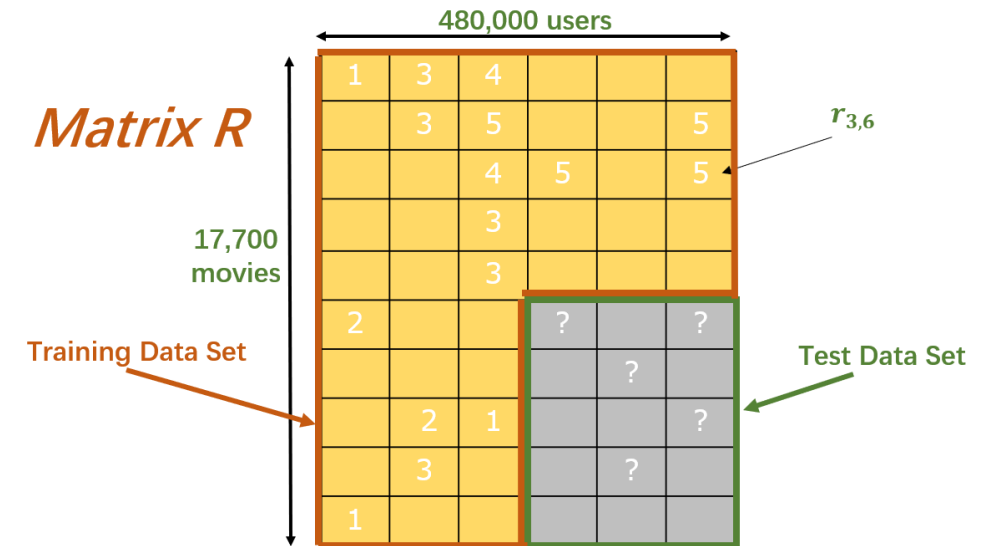 480,000 users
Matrix R
1 3 4
3 5 5
r3,6
4 5 5
3
17,700
movies
3
2 ? ?
Training Data Set
Test Data Set
?
2 1 ?
3 ?
1